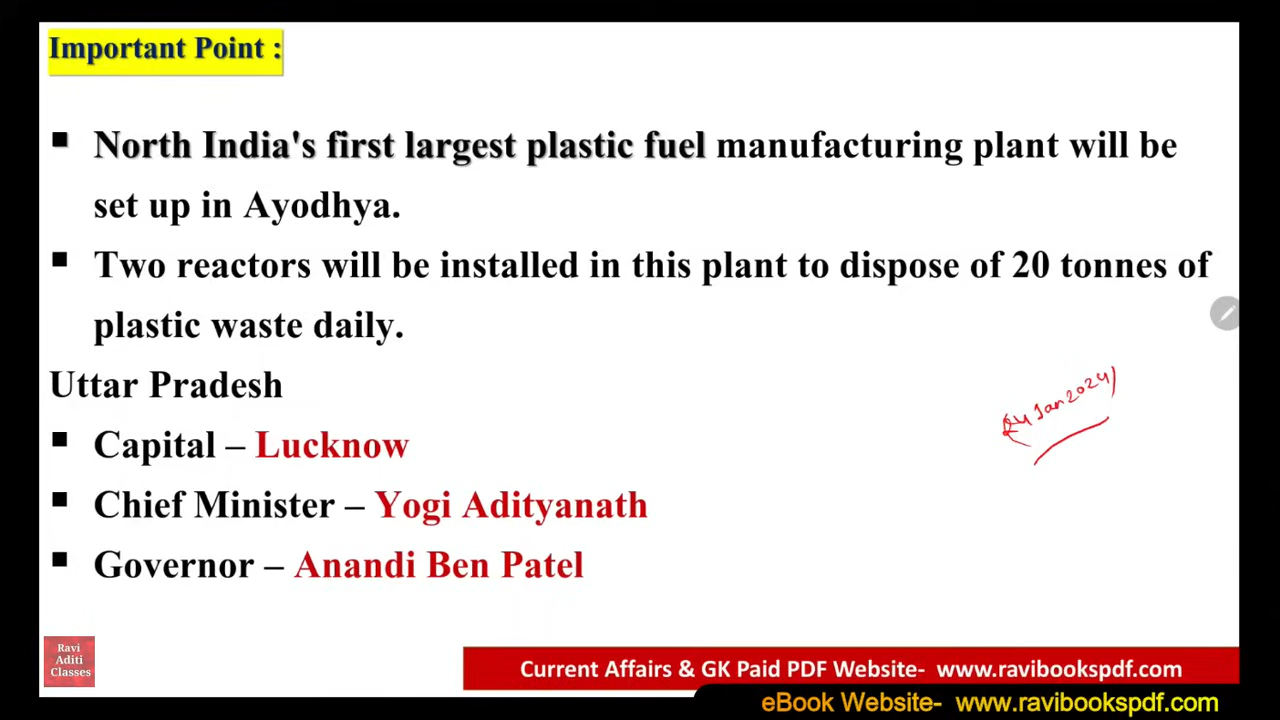 Important Point :
▪ North India's first largest plastic fuel manufacturing plant will be
set up in Ayodhya.
▪ Two reactors will be installed in this plant to dispose of 20 tonnes of
plastic waste daily.
Uttar Pradesh
▪ Capital – Lucknow
▪ Chief Minister – Yogi Adityanath
▪ Governor – Anandi Ben Patel
24 Jan 2024
Ravi
Aditi
Classes
Current Affairs & GK Paid PDF Website- www.ravibookspdf.com
eBook Website- www.ravibookspdf.com